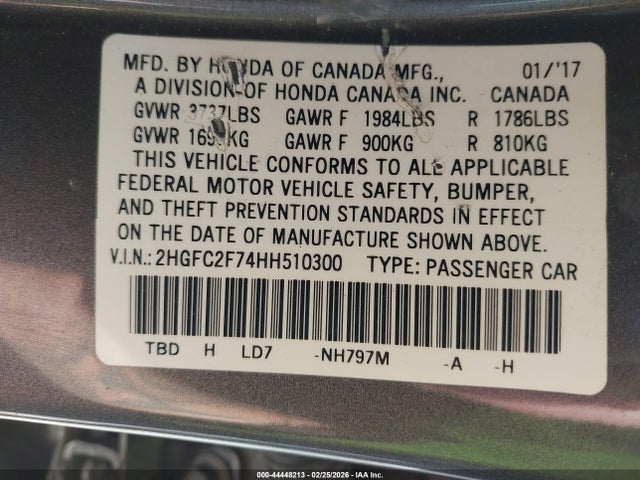 MFD. BY HONDA OF CANADA MFG., 01/'17
A DIVISION OF HONDA CANADA INC. CANADA
GVWR 3737LBS GAWR F 1984LBS R 1786LBS
GVWR GAWR F 900KG R 810KG
THIS VEHICLE CONFORMS TO ALL APPLICABLE
FEDERAL MOTOR VEHICLE SAFETY, BUMPER,
AND THEFT PREVENTION STANDARDS IN EFFECT
ON THE DATE OF MANUFACTURE SHOWN ABOVE.
V.I.N.: 2HGFC2F74HH510300 TYPE: PASSENGER CAR
TBD H LD7 -NH797M -A -H
000-44448213 - 02/25/2026 - IAA Inc.